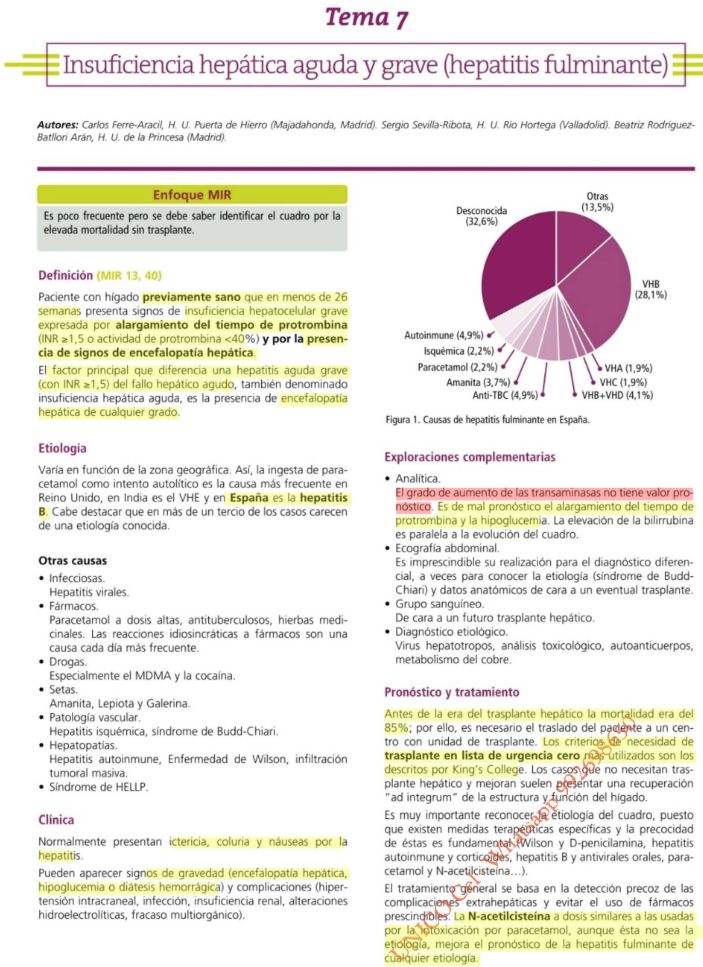 Tema 7
Insuficiencia hepática aguda y grave (hepatitis fulminante)
Autores: Carlos Ferre-Aracil, H. U. Puerta de Hierro (Majadahonda, Madrid). Sergio Sevilla-Ribota, H. U. Río Hortega (Valladolid). Beatriz Rodríguez-
Batllori Arán, H. U. de la Princesa (Madrid).
Enfoque MIR
Es poco frecuente pero se debe saber identificar el cuadro por la
elevada mortalidad sin trasplante.
Definición (MIR 13, 40)
Paciente con hígado previamente sano que en menos de 26
semanas presenta signos de insuficiencia hepatocelular grave
expresada por alargamiento del tiempo de protrombina
(INR ≥1,5 o actividad de protrombina <40%) y por la presen-
cia de signos de encefalopatía hepática.
El factor principal que diferencia una hepatitis aguda grave
(con INR ≥1,5) del fallo hepático agudo, también denominado
insuficiencia hepática aguda, es la presencia de encefalopatía
hepática de cualquier grado.
Etiología
Varía en función de la zona geográfica. Así, la ingesta de para-
cetamol como intento autolítico es la causa más frecuente en
Reino Unido, en India es el VHE y en España es la hepatitis
B. Cabe destacar que en más de un tercio de los casos carecen
de una etiología conocida.
Otras causas
• Infecciosas.
Hepatitis virales.
• Fármacos.
Paracetamol a dosis altas, antituberculosos, hierbas medi-
cinales. Las reacciones idiosincráticas a fármacos son una
causa cada día más frecuente.
• Drogas.
Especialmente el MDMA y la cocaína.
• Setas.
Amanita, Lepiota y Galerina.
• Patología vascular.
Hepatitis isquémica, síndrome de Budd-Chiari.
• Hepatopatías.
Hepatitis autoinmune, Enfermedad de Wilson, infiltración
tumoral masiva.
• Síndrome de HELLP.
Clínica
Normalmente presentan ictericia, coluria y náuseas por la
hepatitis.
Pueden aparecer signos de gravedad (encefalopatía hepática,
hipoglucemia o diátesis hemorrágica) y complicaciones (hiper-
tensión intracraneal, infección, insuficiencia renal, alteraciones
hidroelectrolíticas, fracaso multiorgánico).
Otras
(13,5%)
Desconocida
(32,6%)
VHB
(28,1%)
Autoinmune (4,9%)
Isquémica (2,2%)
Paracetamol (2,2%)
Amanita (3,7%)
Anti-TBC (4,9%)
VHA (1,9%)
VHC (1,9%)
VHB+VHD (4,1%)
Figura 1. Causas de hepatitis fulminante en España.
Exploraciones complementarias
• Analítica.
El grado de aumento de las transaminasas no tiene valor pro-
nóstico. Es de mal pronóstico el alargamiento del tiempo de
protrombina y la hipoglucemia. La elevación de la bilirrubina
es paralela a la evolución del cuadro.
• Ecografía abdominal.
Es imprescindible su realización para el diagnóstico diferen-
cial, a veces para conocer la etiología (síndrome de Budd-
Chiari) y datos anatómicos de cara a un eventual trasplante.
• Grupo sanguíneo.
De cara a un futuro trasplante hepático.
• Diagnóstico etiológico.
Virus hepatotropos, análisis toxicológico, autoanticuerpos,
metabolismo del cobre.
Pronóstico y tratamiento
Antes de la era del trasplante hepático la mortalidad era del
85%; por ello, es necesario el traslado del paciente a un cen-
tro con unidad de trasplante. Los criterios de necesidad de
trasplante en lista de urgencia cero más utilizados son los
descritos por King's College. Los casos que no necesitan tras-
plante hepático y mejoran suelen presentar una recuperación
"ad integrum" de la estructura y función del hígado.
Es muy importante reconocer la etiología del cuadro, puesto
que existen medidas terapéuticas específicas y la precocidad
de éstas es fundamental (Wilson y D-penicilamina, hepatitis
autoinmune y corticoides, hepatitis B y antivirales orales, para-
cetamol y N-acetilcisteína...).
El tratamiento general se basa en la detección precoz de las
complicaciones extrahepáticas y evitar el uso de fármacos
prescindibles. La N-acetilcisteína a dosis similares a las usadas
por la intoxicación por paracetamol, aunque ésta no sea la
etiología, mejora el pronóstico de la hepatitis fulminante de
cualquier etiología.